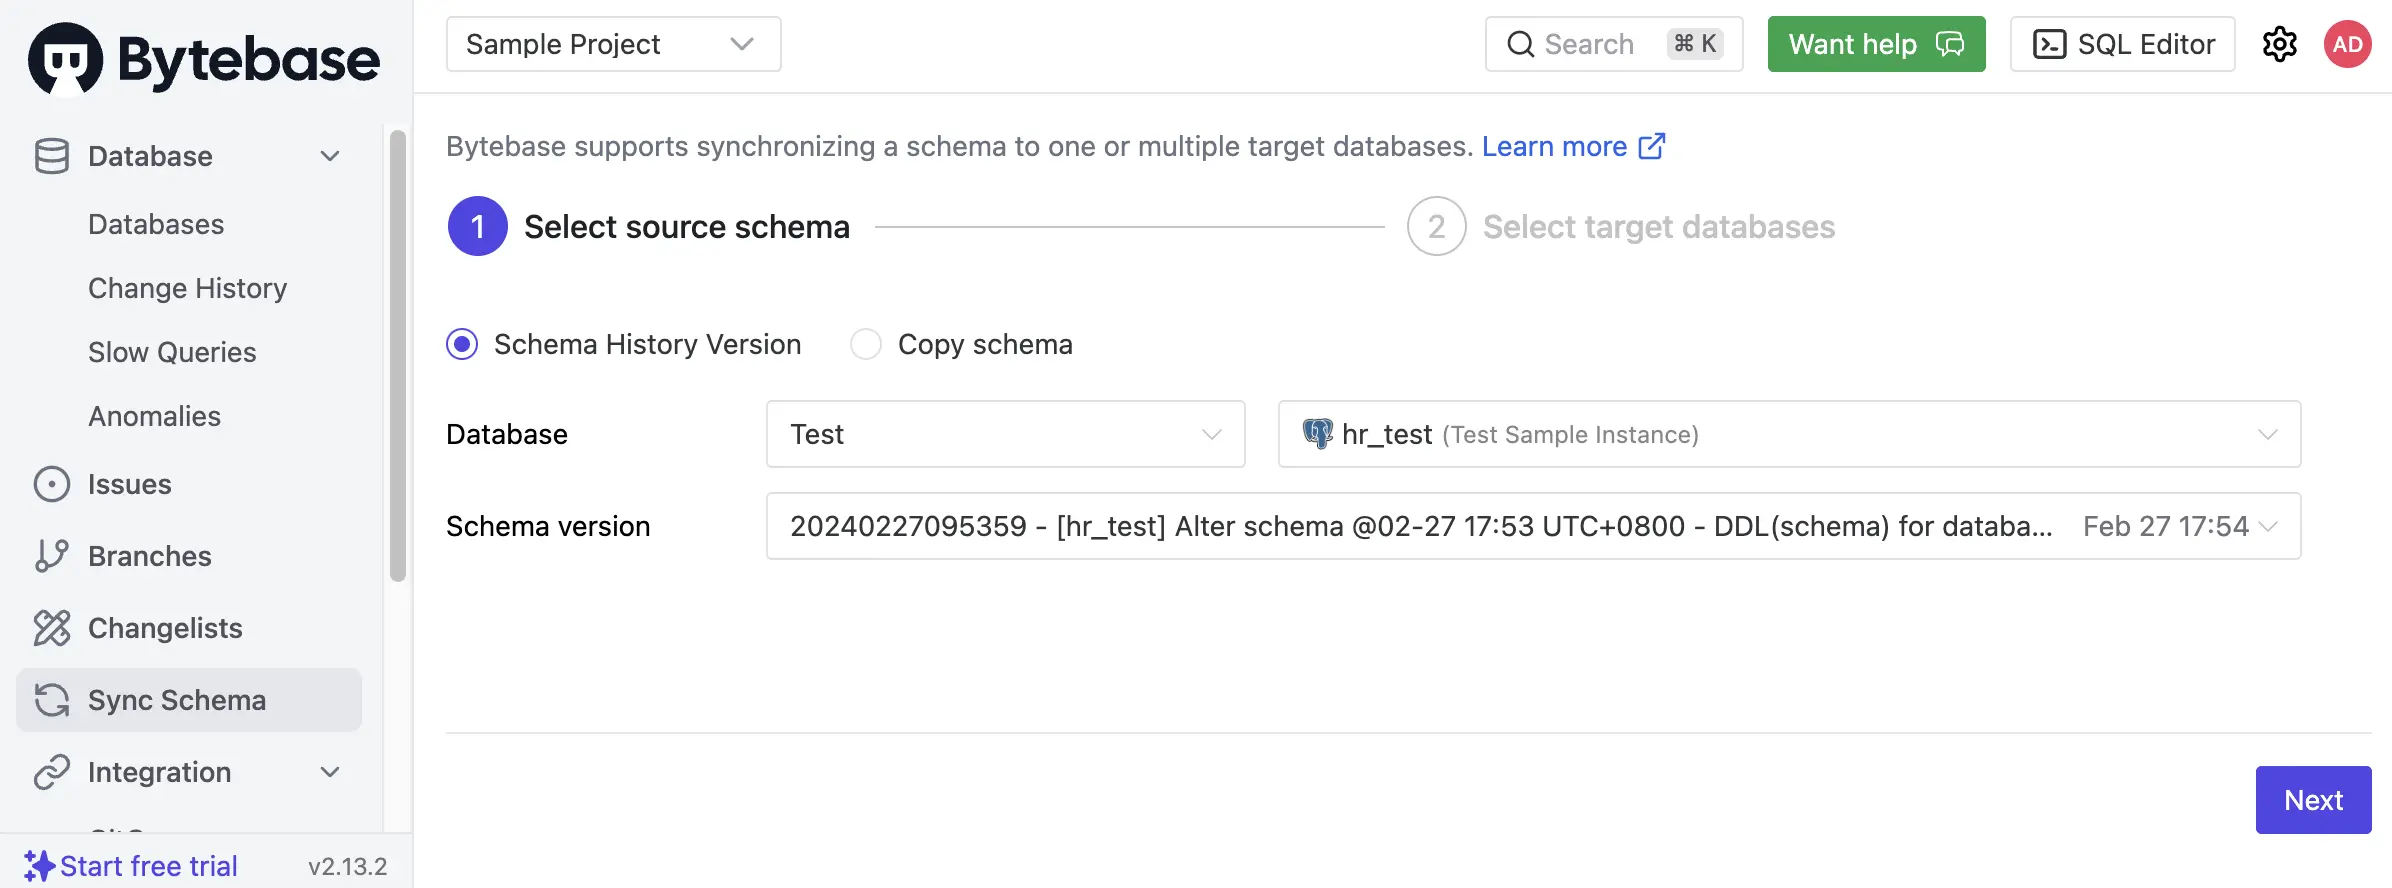 Bytebase
Database
Databases
Change History
Slow Queries
Anomalies
Issues
Branches
Changelists
Sync Schema
Integration
Start free trial v2.13.2
Sample Project
Search ⌘ K
Want help
SQL Editor
AD
Bytebase supports synchronizing a schema to one or multiple target databases. Learn more
1 Select source schema
2 Select target databases
Schema History Version
Copy schema
Database
Test
hr_test (Test Sample Instance)
Schema version
20240227095359 - [hr_test] Alter schema @02-27 17:53 UTC+0800 - DDL(schema) for databa... Feb 27 17:54
Next